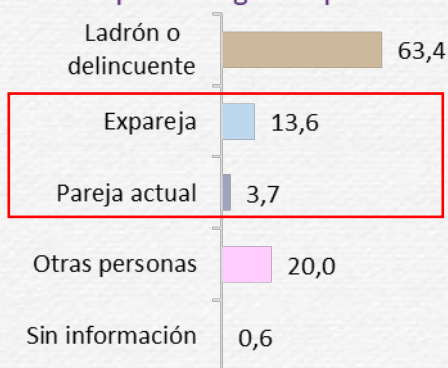 Ladrón o
delincuente 63,4
Expareja 13,6
Pareja actual 3,7
Otras personas 20,0
Sin información 0,6